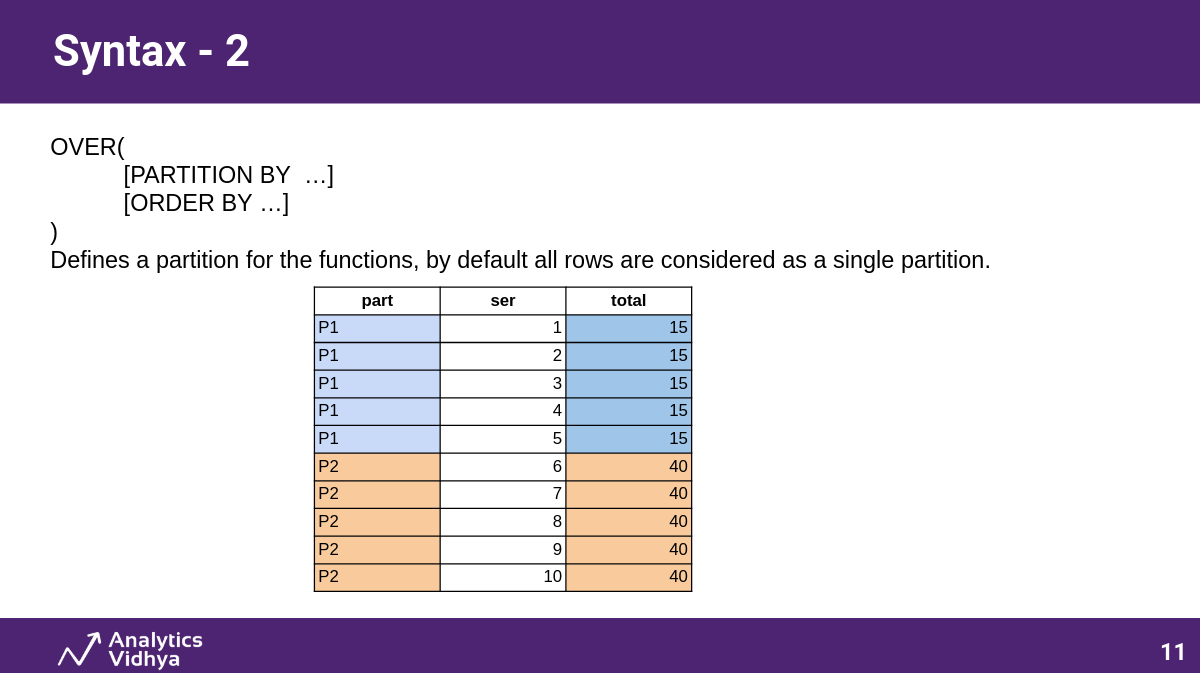 Syntax - 2
OVER(
[PARTITION BY  …]
[ORDER BY …]
)
Defines a partition for the functions, by default all rows are considered as a single partition.
part ser total
P1 1 15
P1 2 15
P1 3 15
P1 4 15
P1 5 15
P2 6 40
P2 7 40
P2 8 40
P2 9 40
P2 10 40
Analytics
Vidhya
11